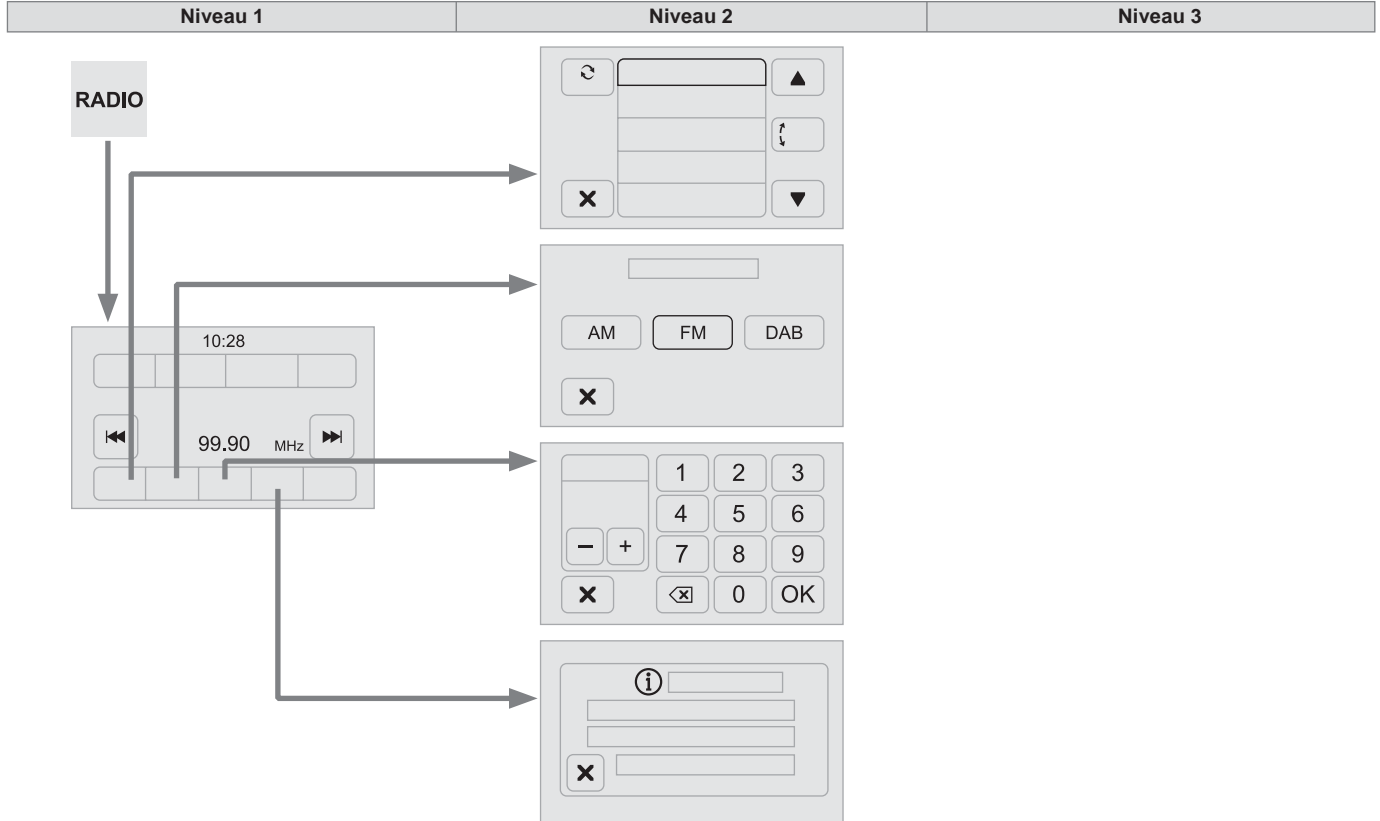 Niveau 1 Niveau 2 Niveau 3
RADIO
10:28
99.90 MHz
AM FM DAB
1 2 3
4 5 6
- +
7 8 9
0 OK